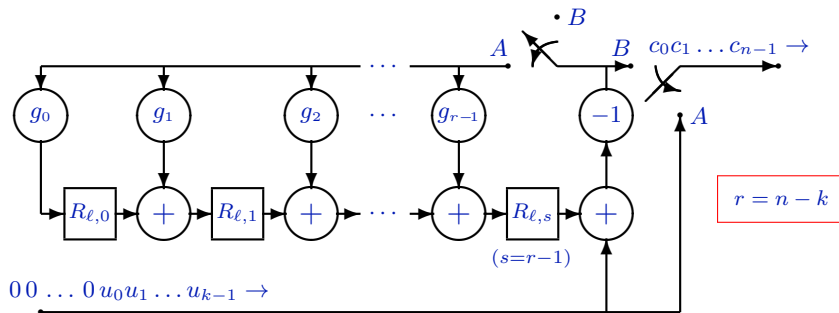 B
A B c₀c₁ … cₙ₋₁ →
⋯
g₀ g₁ g₂ ⋯ gᵣ₋₁ −1 A
r = n − k
R_{ℓ,0} + R_{ℓ,1} + ⋯ + R_{ℓ,s} +
(s=r−1)
0 0 … 0 u₀u₁ … u_{k−1} →